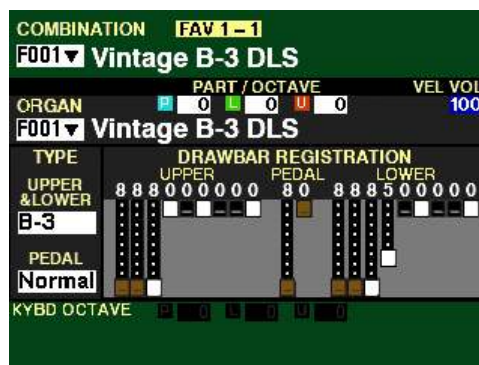 COMBINATION FAV 1 – 1
F001▼ Vintage B-3 DLS
PART / OCTAVE VEL VOL
ORGAN P 0 L 0 U 0 100
F001▼ Vintage B-3 DLS
TYPE DRAWBAR REGISTRATION
UPPER PEDAL LOWER
UPPER &LOWER
888000000 80 888500000
B-3
PEDAL
Normal
KYBD OCTAVE P 0 L 0 U 0